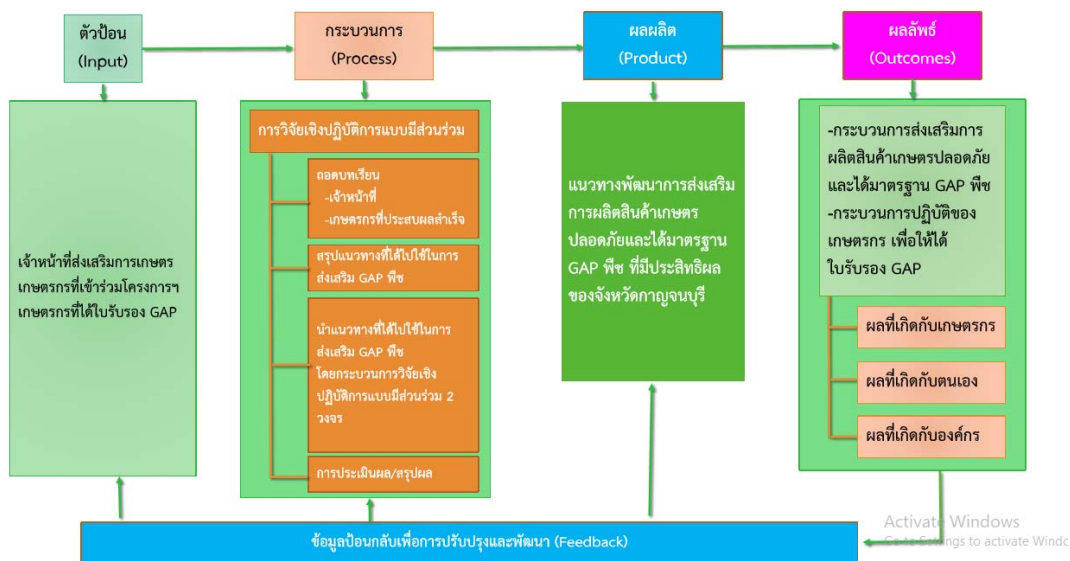 ตัวป้อน
(Input)
กระบวนการ
(Process)
ผลผลิต
(Product)
ผลลัพธ์
(Outcomes)
เจ้าหน้าที่ส่งเสริมการเกษตร
เกษตรกรที่เข้าร่วมโครงการฯ
เกษตรกรที่ได้ใบรับรอง GAP
การวิจัยเชิงปฏิบัติการแบบมีส่วนร่วม
ถอดบทเรียน
-เจ้าหน้าที่
-เกษตรกรที่ประสบผลสำเร็จ
สรุปแนวทางที่ได้ไปใช้ในการ
ส่งเสริม GAP พืช
นำแนวทางที่ได้ไปใช้ในการ
ส่งเสริม GAP พืช
โดยกระบวนการวิจัยเชิง
ปฏิบัติการแบบมีส่วนร่วม 2
วงจร
การประเมินผล/สรุปผล
แนวทางพัฒนาการส่งเสริม
การผลิตสินค้าเกษตร
ปลอดภัยและได้มาตรฐาน
GAP พืช ที่มีประสิทธิผล
ของจังหวัดกาญจนบุรี
-กระบวนการส่งเสริมการ
ผลิตสินค้าเกษตรปลอดภัย
และได้มาตรฐาน GAP พืช
-กระบวนการปฏิบัติของ
เกษตรกร เพื่อให้ได้
ใบรับรอง GAP
ผลที่เกิดกับเกษตรกร
ผลที่เกิดกับตนเอง
ผลที่เกิดกับองค์กร
ข้อมูลป้อนกลับเพื่อการปรับปรุงและพัฒนา (Feedback)
Activate Windows
Go to Settings to activate Windo